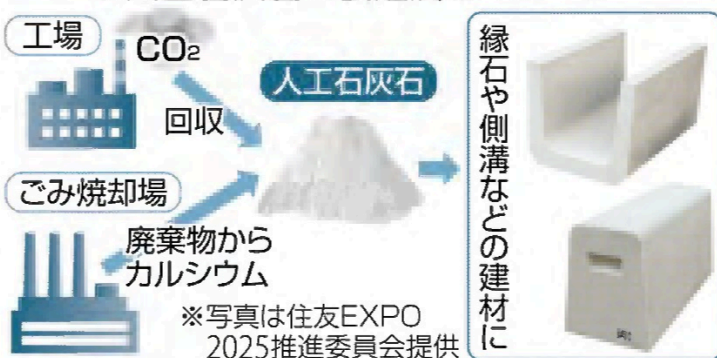 工場
CO₂
回収
人工石灰石
ごみ焼却場
廃棄物から
カルシウム
縁石や側溝などの建材に
※写真は住友EXPO
2025推進委員会提供